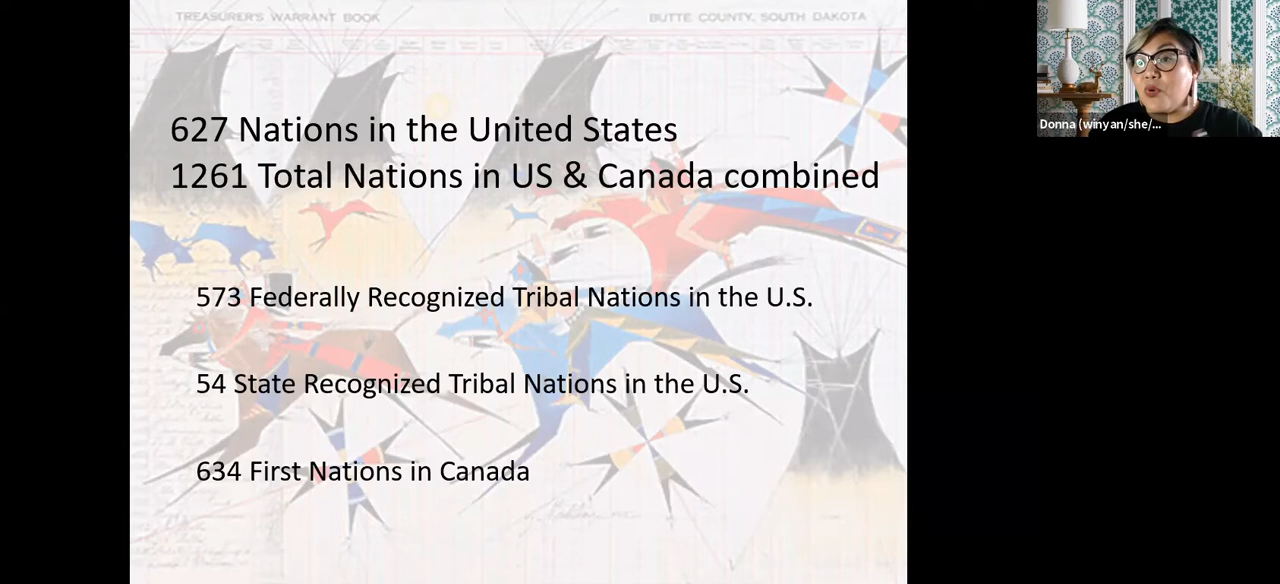 TREASURER'S WARRANT BOOK
BUTTE COUNTY, SOUTH DAKOTA
627 Nations in the United States
1261 Total Nations in US & Canada combined
573 Federally Recognized Tribal Nations in the U.S.
54 State Recognized Tribal Nations in the U.S.
634 First Nations in Canada
Donna (winyan/she/...